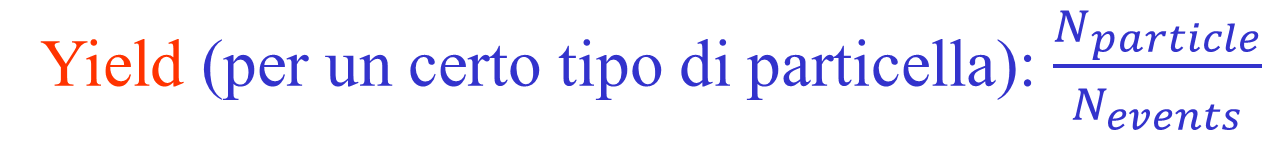 Yield (per un certo tipo di particella): N_particle / N_events